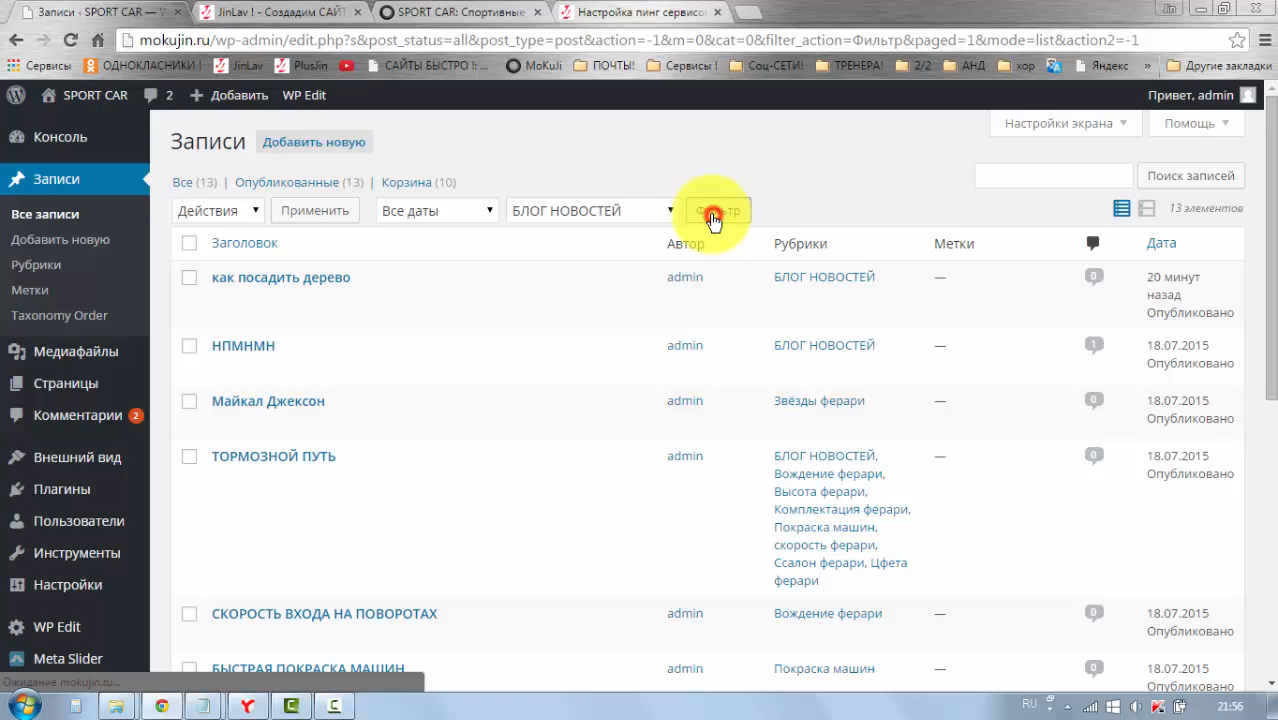 Записи ‹ SPORT CAR — V
JinLav ! - Создадим САЙТ
SPORT CAR: Спортивные
Настройка пинг сервисо
mokujin.ru/wp-admin/edit.php?s&post_status=all&post_type=post&action=-1&m=0&cat=0&filter_action=Фильтр&paged=1&mode=list&action2=-1
Сервисы ОДНОКЛАСНИКИ ! JinLav PlusJin САЙТЫ БЫСТРО !:... MoKuJi ПОЧТЫ! Сервисы ! Соц-СЕТИ! ТРЕНЕРА! 2/2 АНД хор Яндекс » Другие закладки
SPORT CAR 2 Добавить WP Edit Привет, admin
Консоль
Записи
Все записи
Добавить новую
Рубрики
Метки
Taxonomy Order
Медиафайлы
Страницы
Комментарии 2
Внешний вид
Плагины
Пользователи
Инструменты
Настройки
WP Edit
Meta Slider
Настройки экрана Помощь
Записи Добавить новую
Все (13) | Опубликованные (13) | Корзина (10)
Поиск записей
Действия Применить Все даты БЛОГ НОВОСТЕЙ Фильтр 13 элементов
Заголовок Автор Рубрики Метки Дата
как посадить дерево admin БЛОГ НОВОСТЕЙ — 0 20 минут
назад
Опубликовано
НПМНМН admin БЛОГ НОВОСТЕЙ — 1 18.07.2015
Опубликовано
Майкал Джексон admin Звёзды ферари — 0 18.07.2015
Опубликовано
ТОРМОЗНОЙ ПУТЬ admin БЛОГ НОВОСТЕЙ, — 0 18.07.2015
Вождение ферари, Опубликовано
Высота ферари,
Комплектация ферари,
Покраска машин,
скорость ферари,
Ссалон ферари, Цфета
ферари
СКОРОСТЬ ВХОДА НА ПОВОРОТАХ admin Вождение ферари — 0 18.07.2015
Опубликовано
БЫСТРАЯ ПОКРАСКА МАШИН admin Покраска машин — 0 18.07.2015
Опубликовано
Ожидание mokujin.ru...
RU 21:56